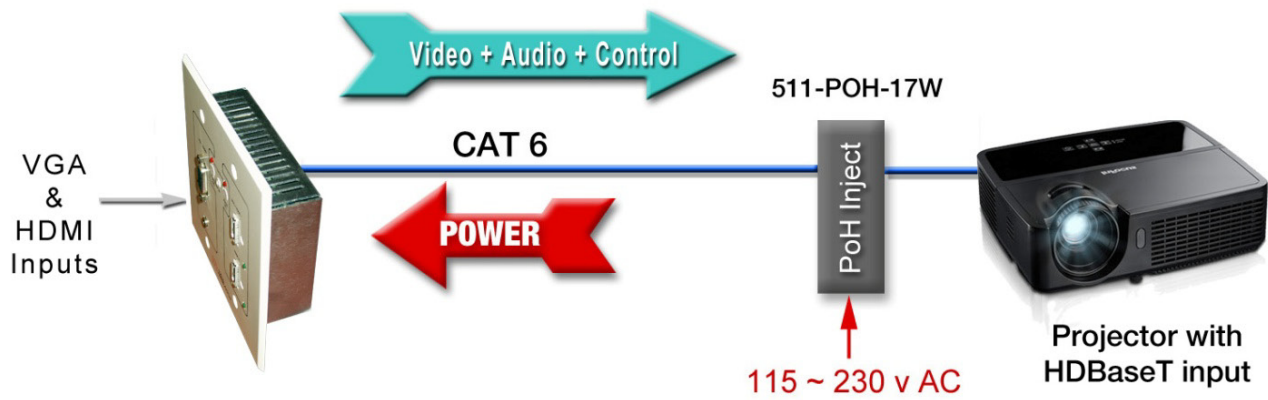 Video + Audio + Control
511-POH-17W
CAT 6
PoH Inject
VGA
&
HDMI
Inputs
POWER
InFocus
Projector with
HDBaseT input
115 ~ 230 v AC